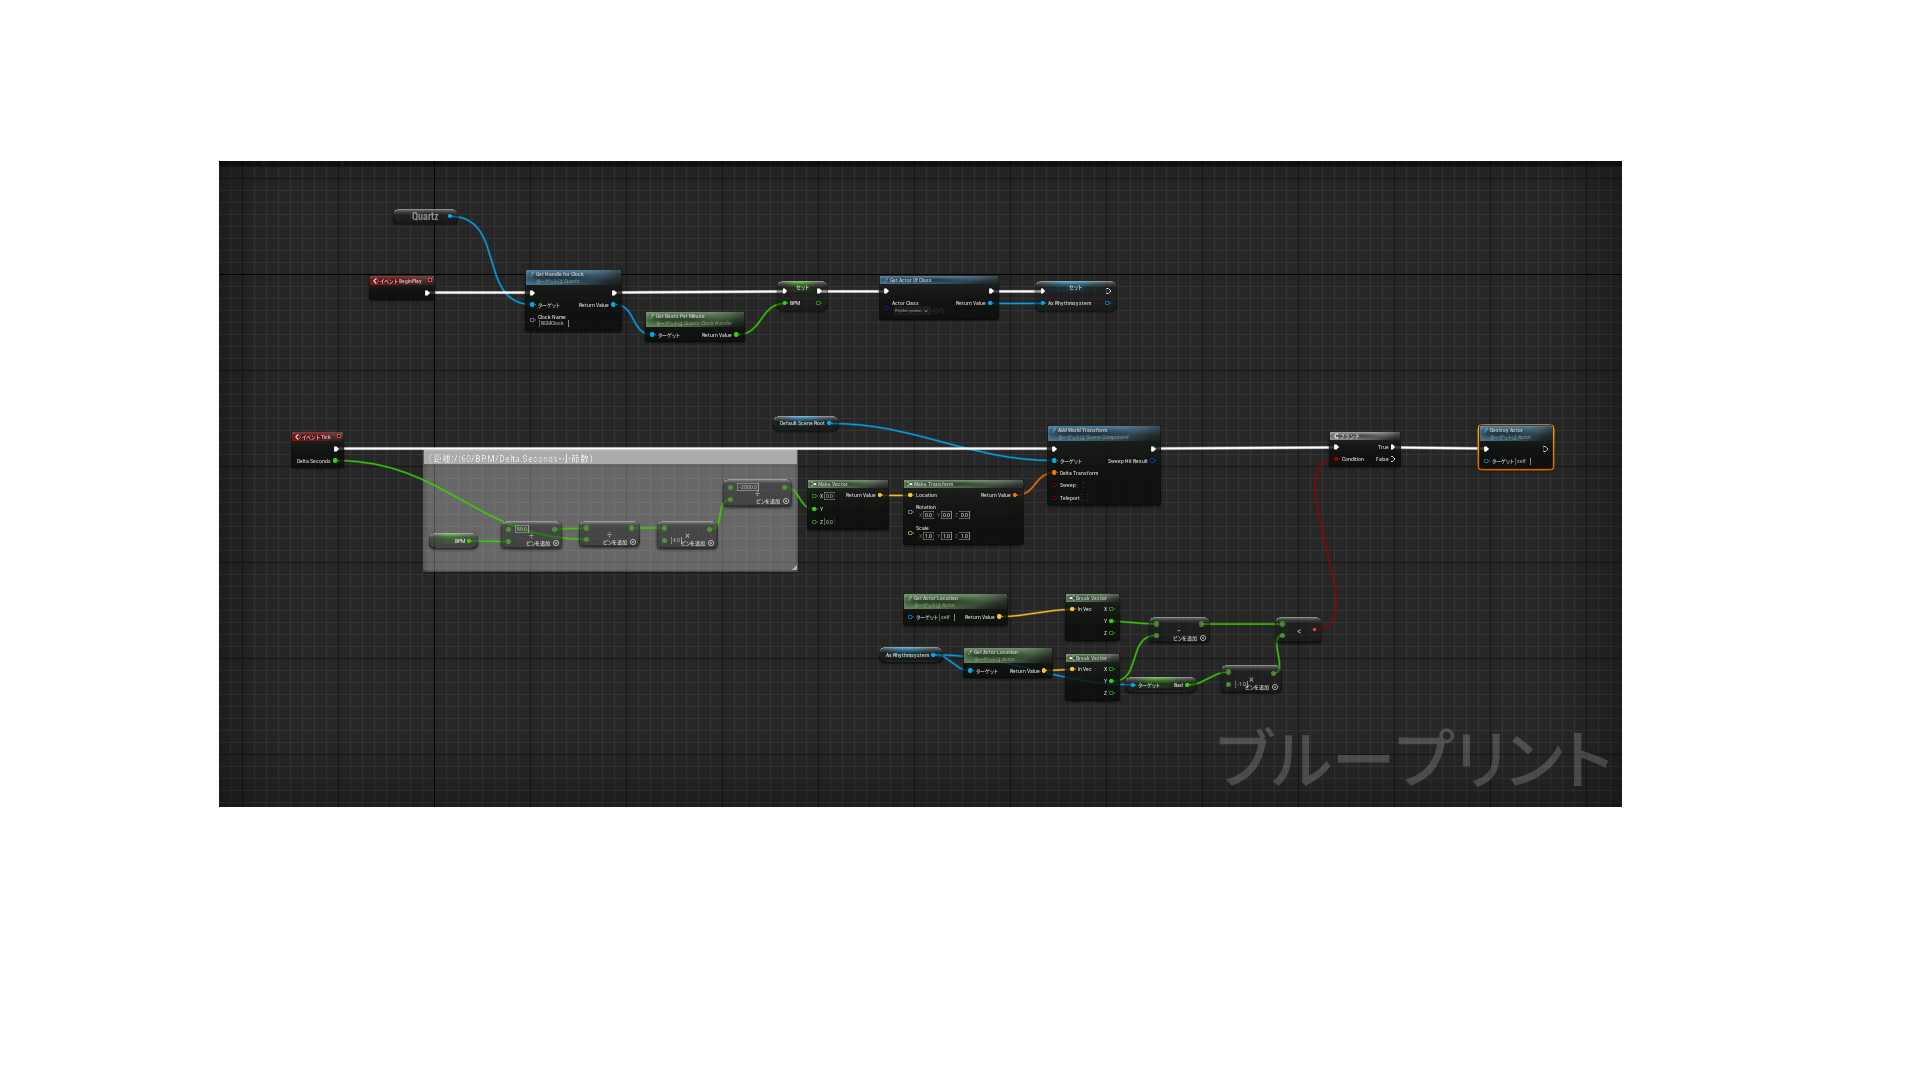 Quartz
イベント BeginPlay
Get Handle for Clock
ターゲットは Quartz
ターゲット
Return Value
Clock Name
BGMClock
Get Beats Per Minute
ターゲットは Quartz Clock Handle
ターゲット
Return Value
セット
BPM
Get Actor Of Class
Actor Class
Return Value
Rhythmsystem
セット
As Rhythmsystem
イベント Tick
Delta Seconds
(距離)/(60/BPM/Delta Seconds*小節数)
BPM
60.0
÷
ピンを追加
÷
ピンを追加
4.0
×
ピンを追加
-2000.0
÷
ピンを追加
Make Vector
X 0.0
Return Value
Y
Z 0.0
Make Transform
Location
Return Value
Rotation
X 0.0 Y 0.0 Z 0.0
Scale
X 1.0 Y 1.0 Z 1.0
Default Scene Root
Add World Transform
ターゲットは Scene Component
ターゲット
Sweep Hit Result
Delta Transform
Sweep
Teleport
ブランチ
True
Condition
False
Destroy Actor
ターゲットは Actor
ターゲット self
Get Actor Location
ターゲットは Actor
ターゲット self
Return Value
Break Vector
In Vec
X
Y
Z
As Rhythmsystem
Get Actor Location
ターゲットは Actor
ターゲット
Return Value
Break Vector
In Vec
X
Y
Z
-
ピンを追加
ターゲット
Bad
-1.0
×
ピンを追加
<
ブループリント